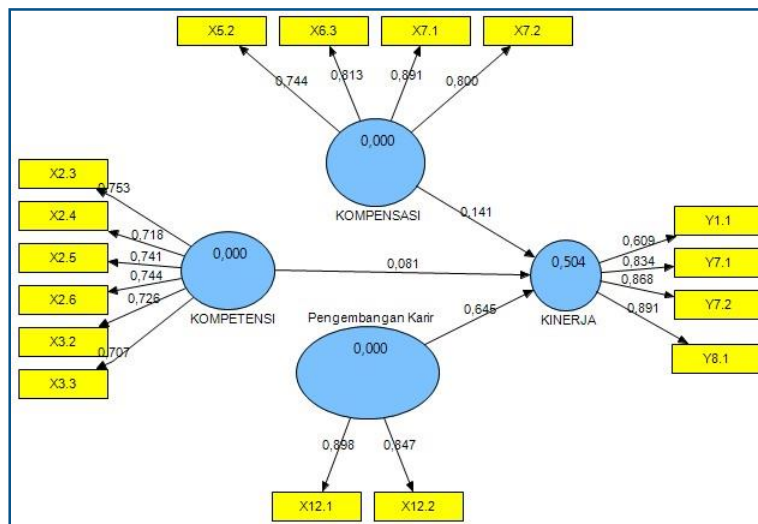 X5.2
X6.3
X7.1
X7.2
0,744
0,813
0,891
0,800
0,000
KOMPENSASI
X2.3
X2.4
X2.5
X2.6
X3.2
X3.3
0,753
0,718
0,741
0,744
0,726
0,707
0,000
KOMPETENSI
0,141
0,081
0,645
Pengembangan Karir
0,000
0,898
0,847
X12.1
X12.2
0,504
KINERJA
0,609
0,834
0,868
0,891
Y1.1
Y7.1
Y7.2
Y8.1